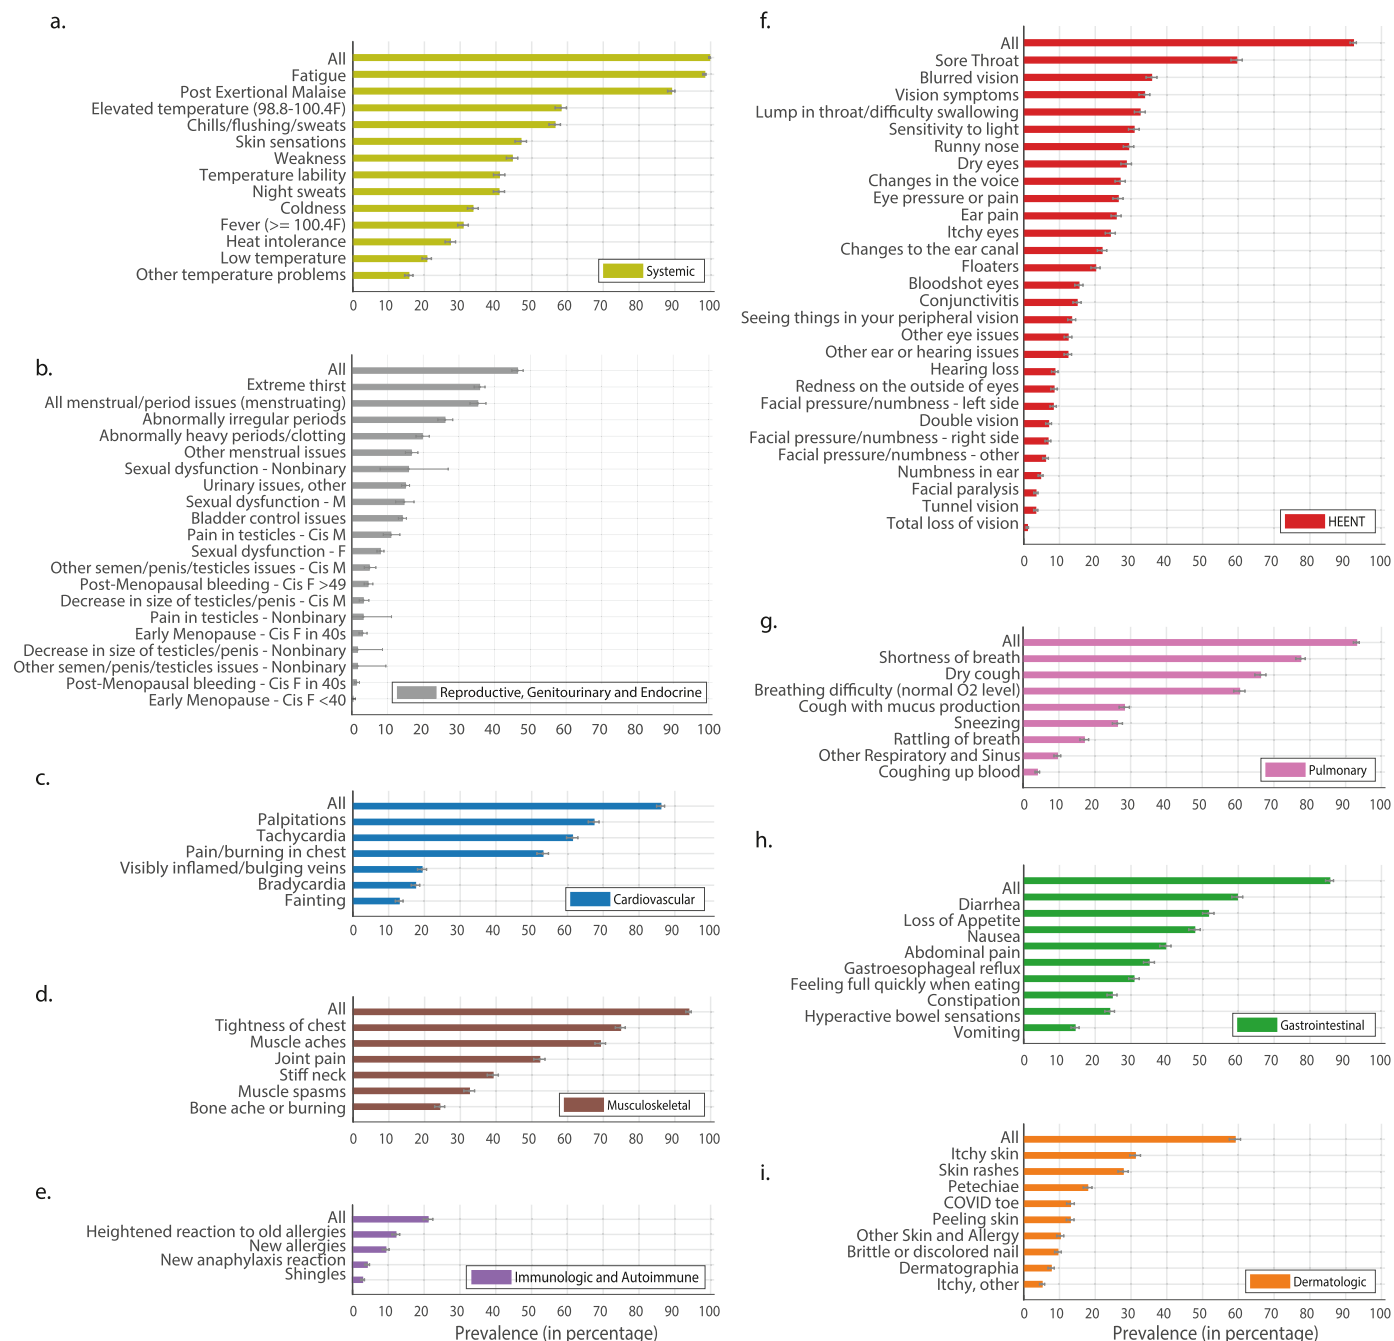 a.
All
Fatigue
Post Exertional Malaise
Elevated temperature (98.8-100.4F)
Chills/flushing/sweats
Skin sensations
Weakness
Temperature lability
Night sweats
Coldness
Fever (>= 100.4F)
Heat intolerance
Low temperature
Other temperature problems
Systemic
0 10 20 30 40 50 60 70 80 90 100
b.
All
Extreme thirst
All menstrual/period issues (menstruating)
Abnormally irregular periods
Abnormally heavy periods/clotting
Other menstrual issues
Sexual dysfunction - Nonbinary
Urinary issues, other
Sexual dysfunction - M
Bladder control issues
Pain in testicles - Cis M
Sexual dysfunction - F
Other semen/penis/testicles issues - Cis M
Post-Menopausal bleeding - Cis F >49
Decrease in size of testicles/penis - Cis M
Pain in testicles - Nonbinary
Early Menopause - Cis F in 40s
Decrease in size of testicles/penis - Nonbinary
Other semen/penis/testicles issues - Nonbinary
Post-Menopausal bleeding - Cis F in 40s
Early Menopause - Cis F <40
Reproductive, Genitourinary and Endocrine
0 10 20 30 40 50 60 70 80 90 100
c.
All
Palpitations
Tachycardia
Pain/burning in chest
Visibly inflamed/bulging veins
Bradycardia
Fainting
Cardiovascular
0 10 20 30 40 50 60 70 80 90 100
d.
All
Tightness of chest
Muscle aches
Joint pain
Stiff neck
Muscle spasms
Bone ache or burning
Musculoskeletal
0 10 20 30 40 50 60 70 80 90 100
e.
All
Heightened reaction to old allergies
New allergies
New anaphylaxis reaction
Shingles
Immunologic and Autoimmune
0 10 20 30 40 50 60 70 80 90 100
Prevalence (in percentage)
f.
All
Sore Throat
Blurred vision
Vision symptoms
Lump in throat/difficulty swallowing
Sensitivity to light
Runny nose
Dry eyes
Changes in the voice
Eye pressure or pain
Ear pain
Itchy eyes
Changes to the ear canal
Floaters
Bloodshot eyes
Conjunctivitis
Seeing things in your peripheral vision
Other eye issues
Other ear or hearing issues
Hearing loss
Redness on the outside of eyes
Facial pressure/numbness - left side
Double vision
Facial pressure/numbness - right side
Facial pressure/numbness - other
Numbness in ear
Facial paralysis
Tunnel vision
Total loss of vision
HEENT
0 10 20 30 40 50 60 70 80 90 100
g.
All
Shortness of breath
Dry cough
Breathing difficulty (normal O2 level)
Cough with mucus production
Sneezing
Rattling of breath
Other Respiratory and Sinus
Coughing up blood
Pulmonary
0 10 20 30 40 50 60 70 80 90 100
h.
All
Diarrhea
Loss of Appetite
Nausea
Abdominal pain
Gastroesophageal reflux
Feeling full quickly when eating
Constipation
Hyperactive bowel sensations
Vomiting
Gastrointestinal
0 10 20 30 40 50 60 70 80 90 100
i.
All
Itchy skin
Skin rashes
Petechiae
COVID toe
Peeling skin
Other Skin and Allergy
Brittle or discolored nail
Dermatographia
Itchy, other
Dermatologic
0 10 20 30 40 50 60 70 80 90 100
Prevalence (in percentage)